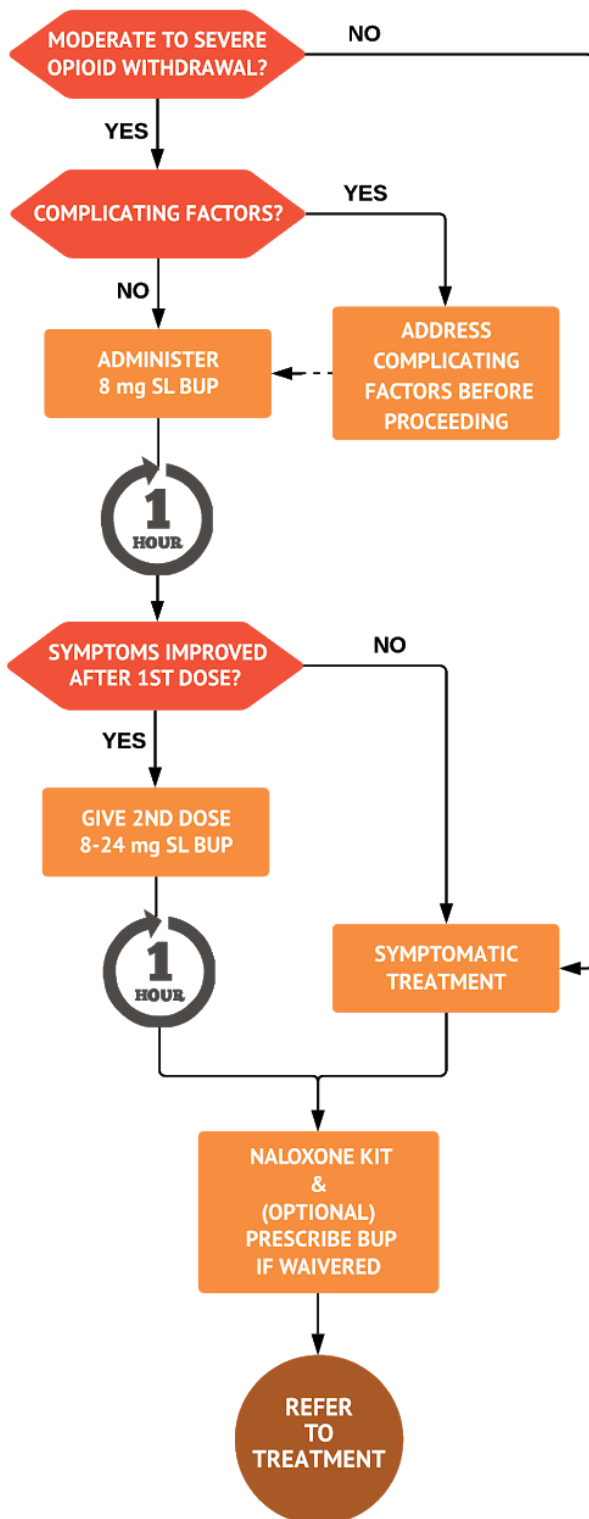 MODERATE TO SEVERE
OPIOID WITHDRAWAL?
NO
YES
COMPLICATING FACTORS?
YES
NO
ADMINISTER
8 mg SL BUP
ADDRESS
COMPLICATING
FACTORS BEFORE
PROCEEDING
1
HOUR
SYMPTOMS IMPROVED
AFTER 1ST DOSE?
NO
YES
GIVE 2ND DOSE
8-24 mg SL BUP
1
HOUR
SYMPTOMATIC
TREATMENT
NALOXONE KIT
&
(OPTIONAL)
PRESCRIBE BUP
IF WAIVERED
REFER
TO
TREATMENT